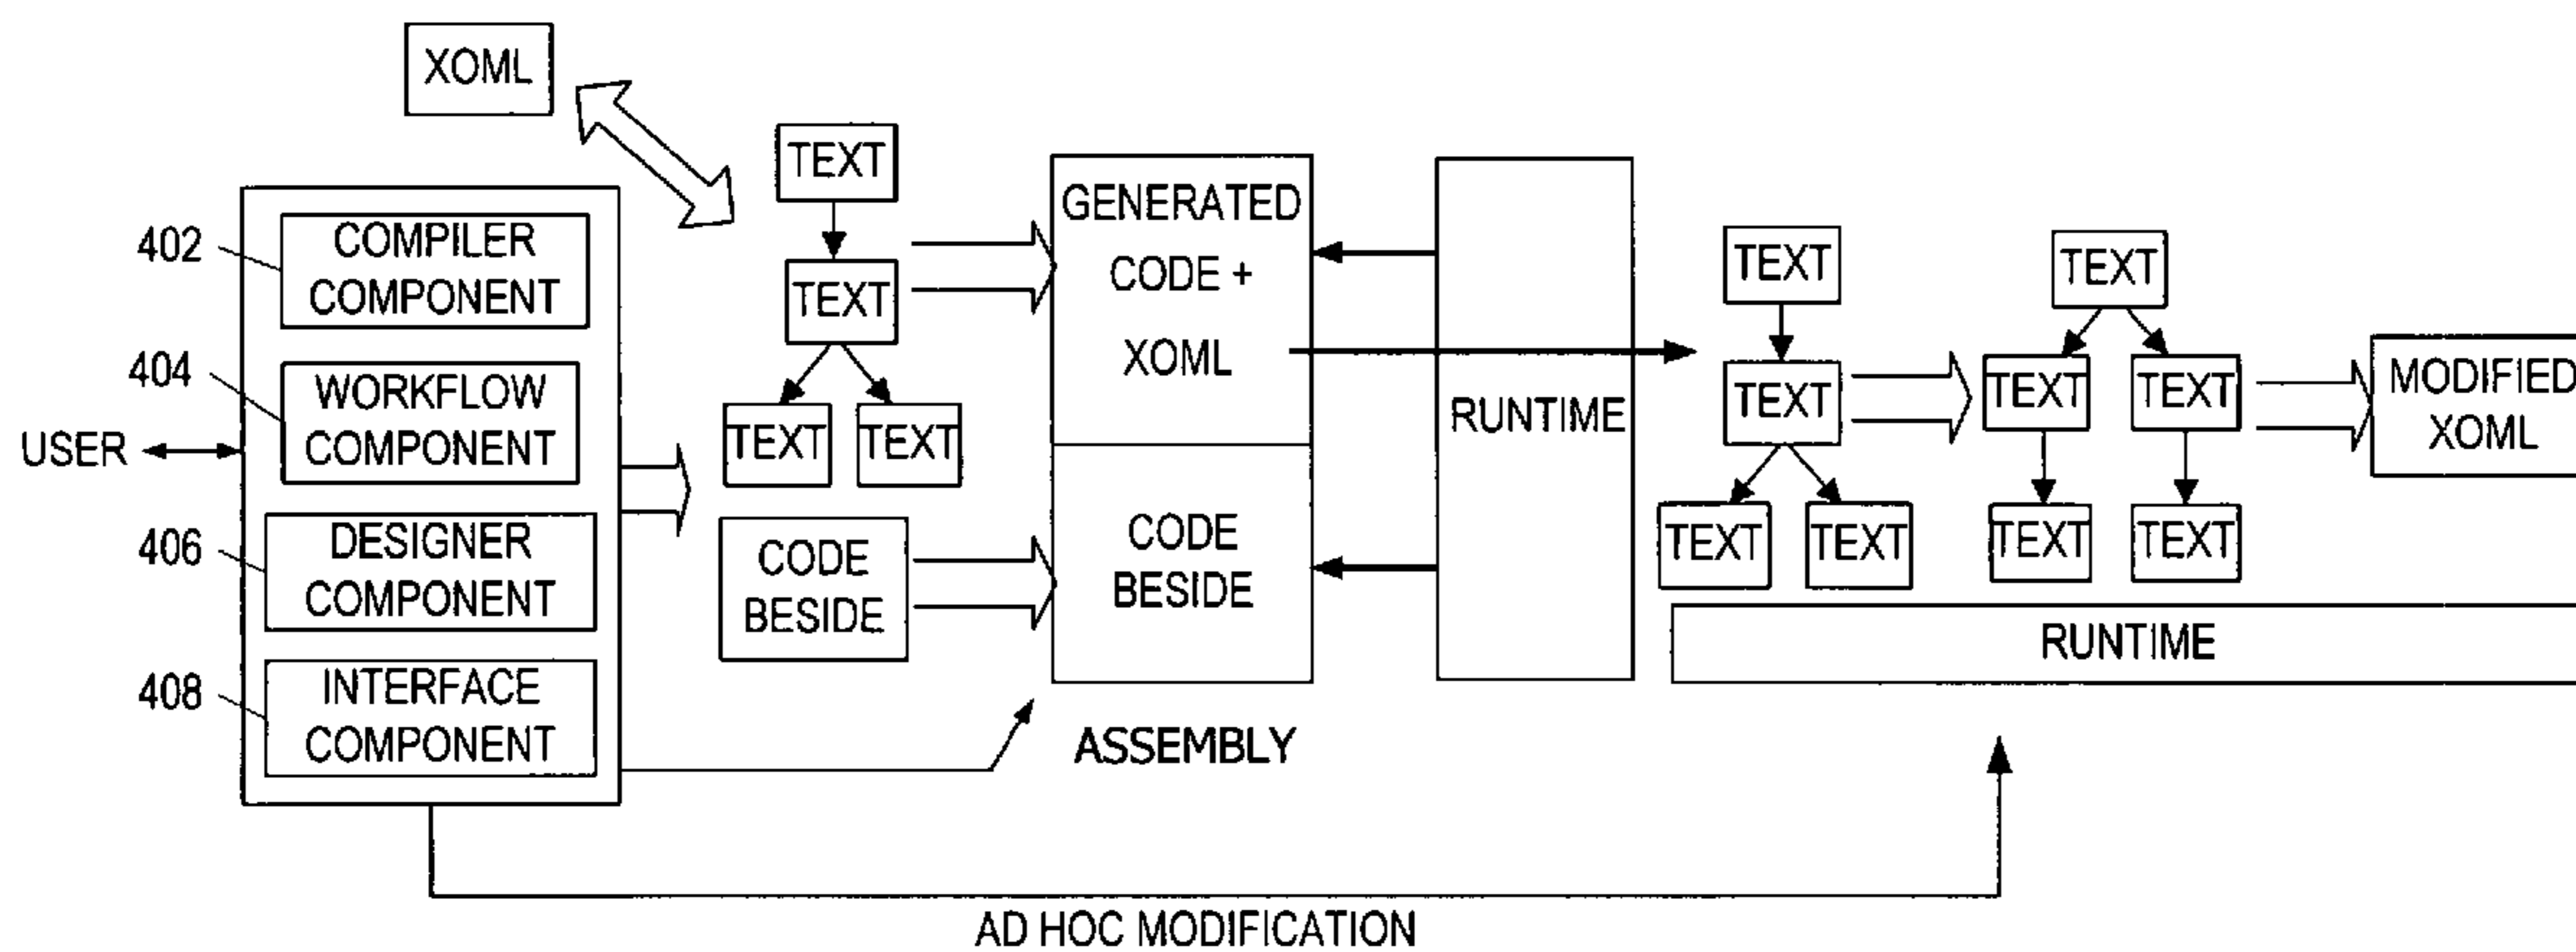 XOML
402
COMPILER
COMPONENT
404
WORKFLOW
COMPONENT
USER
406
DESIGNER
COMPONENT
408
INTERFACE
COMPONENT
TEXT
TEXT
TEXT
TEXT
CODE
BESIDE
GENERATED
CODE +
XOML
CODE
BESIDE
ASSEMBLY
RUNTIME
TEXT
TEXT
TEXT
TEXT
TEXT
TEXT
TEXT
TEXT
TEXT
MODIFIED
XOML
RUNTIME
AD HOC MODIFICATION